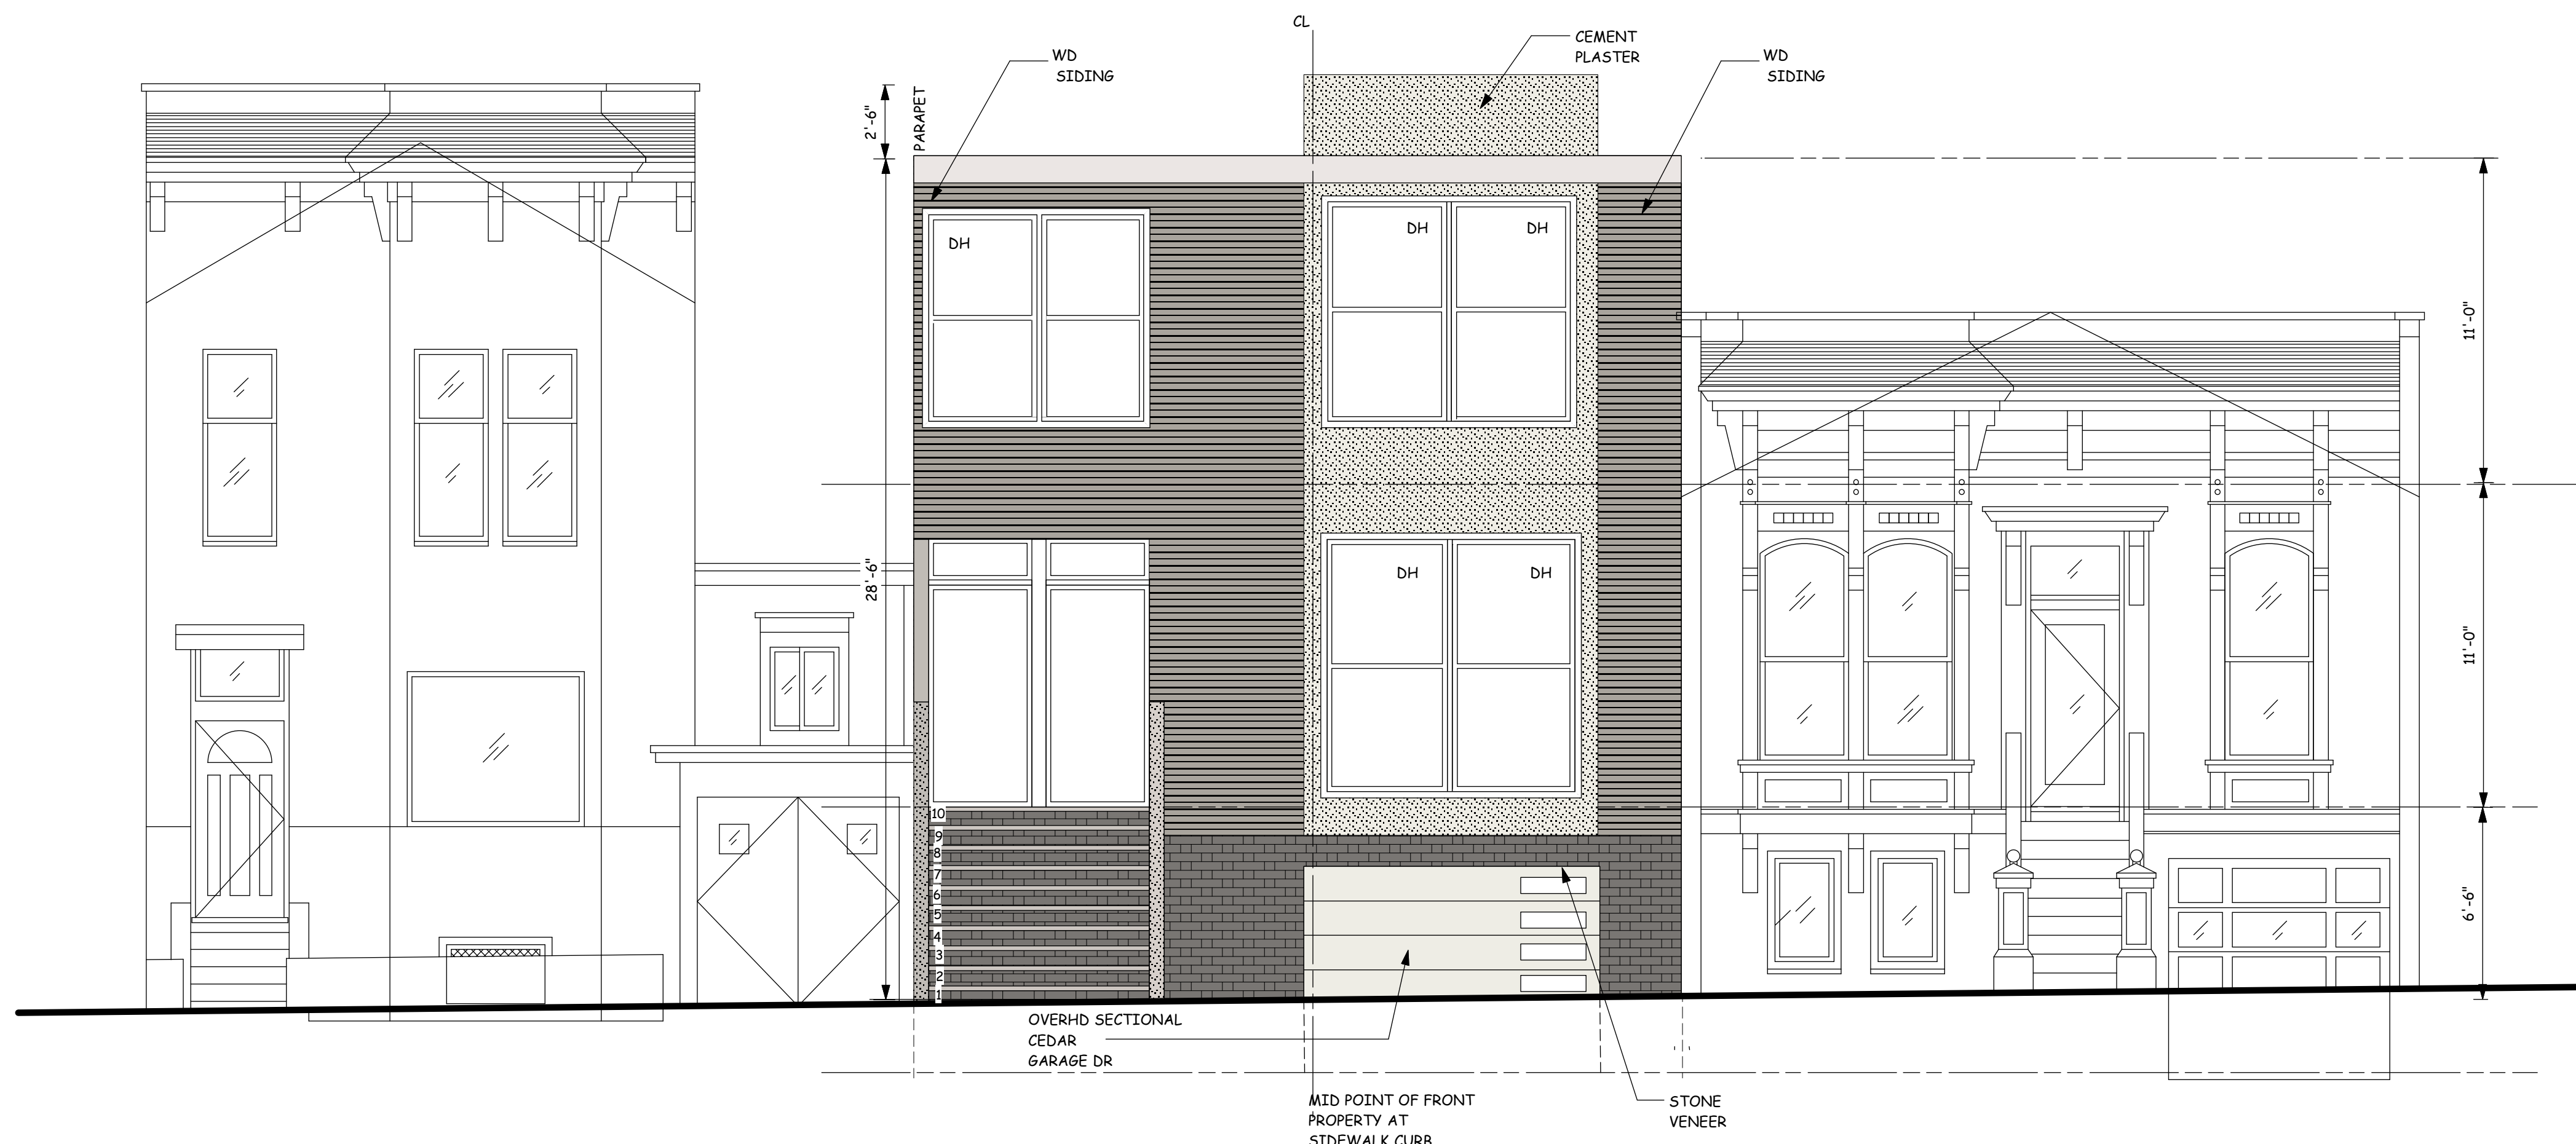 CL
CEMENT
PLASTER
WD
SIDING
WD
SIDING
2'-6"
PARAPET
DH
DH
DH
11'-0"
28'-6"
DH
DH
11'-0"
10
9
8
7
6
5
4
3
2
1
6'-6"
OVERHD SECTIONAL
CEDAR
GARAGE DR
MID POINT OF FRONT
PROPERTY AT
SIDEWALK CURB
STONE
VENEER